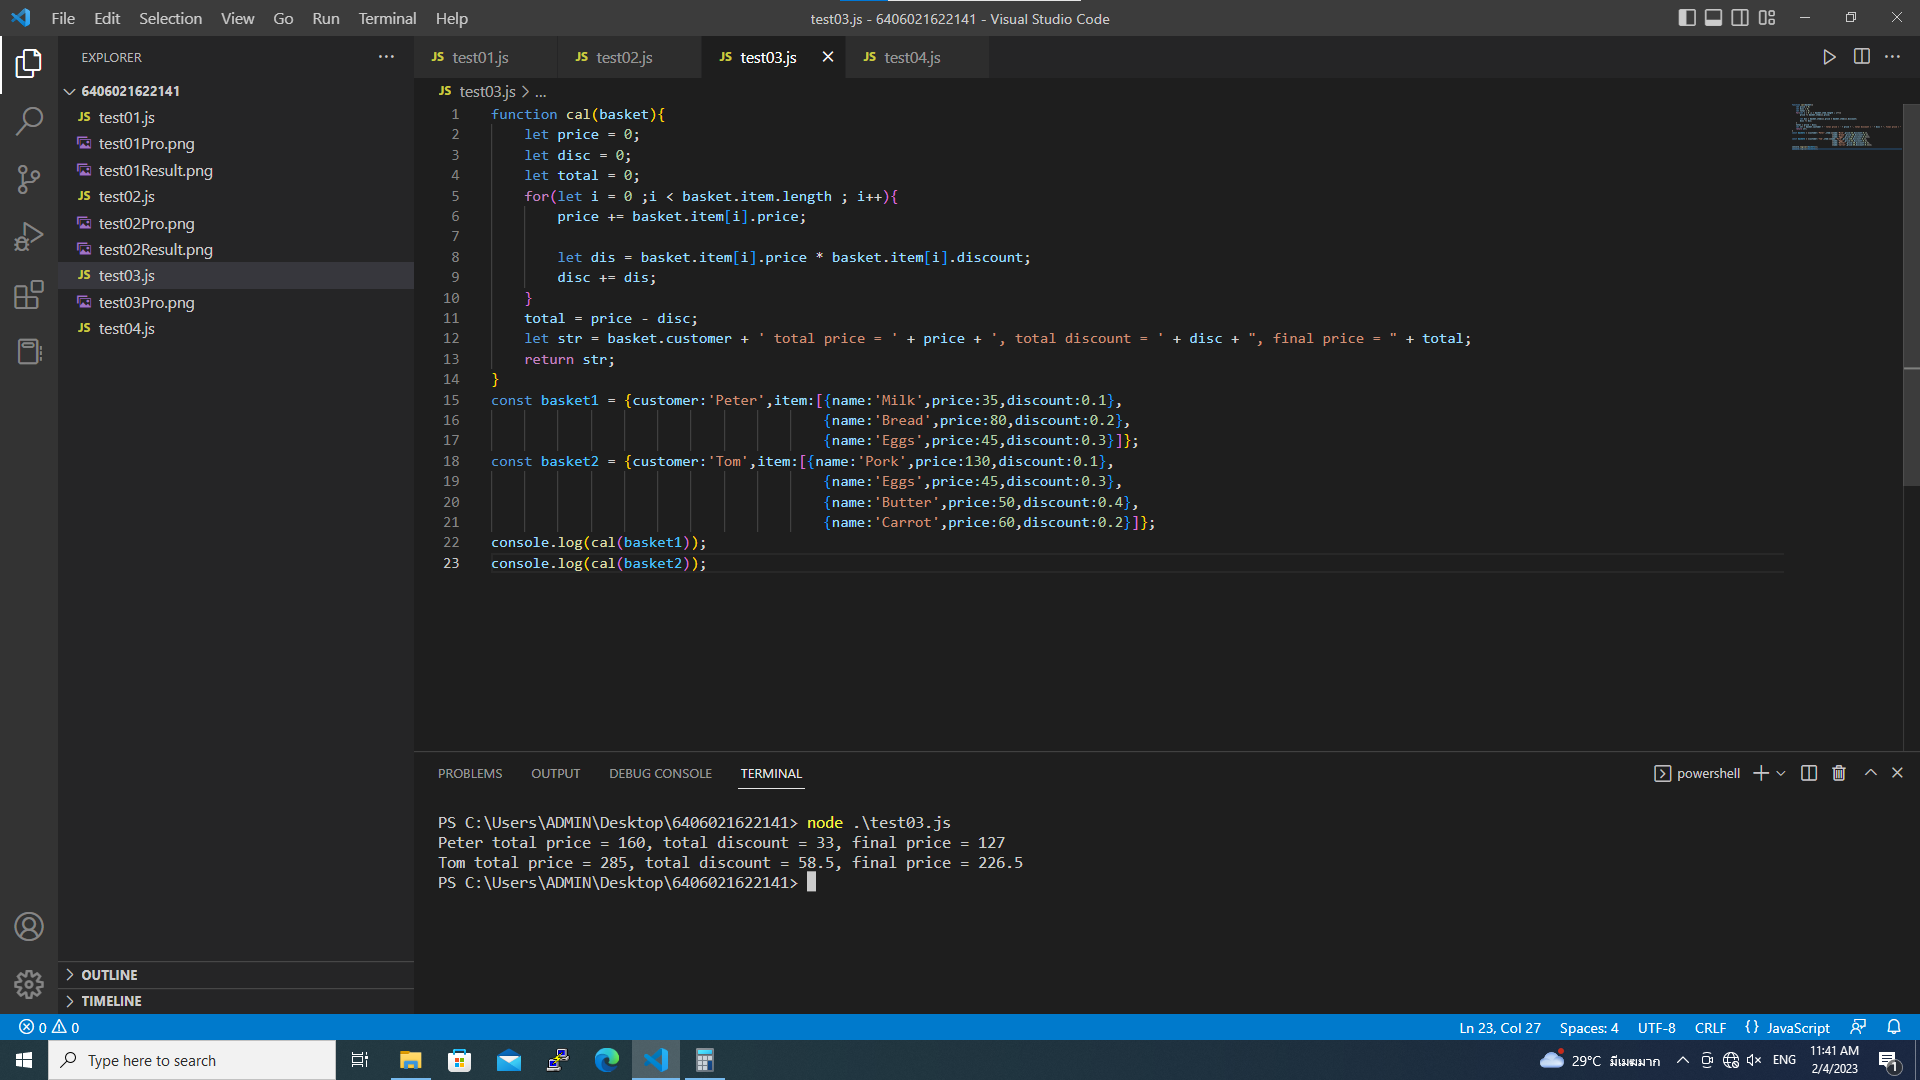 File Edit Selection View Go Run Terminal Help
test03.js - 6406021622141 - Visual Studio Code
EXPLORER
6406021622141
JS test01.js
test01Pro.png
test01Result.png
JS test02.js
test02Pro.png
test02Result.png
JS test03.js
test03Pro.png
JS test04.js
OUTLINE
TIMELINE
JS test01.js JS test02.js JS test03.js JS test04.js
JS test03.js > ...
1 function cal(basket){
2 let price = 0;
3 let disc = 0;
4 let total = 0;
5 for(let i = 0 ;i < basket.item.length ; i++){
6 price += basket.item[i].price;
7
8 let dis = basket.item[i].price * basket.item[i].discount;
9 disc += dis;
10 }
11 total = price - disc;
12 let str = basket.customer + ' total price = ' + price + ', total discount = ' + disc + ", final price = " + total;
13 return str;
14 }
15 const basket1 = {customer:'Peter',item:[{name:'Milk',price:35,discount:0.1},
16 {name:'Bread',price:80,discount:0.2},
17 {name:'Eggs',price:45,discount:0.3}]};
18 const basket2 = {customer:'Tom',item:[{name:'Pork',price:130,discount:0.1},
19 {name:'Eggs',price:45,discount:0.3},
20 {name:'Butter',price:50,discount:0.4},
21 {name:'Carrot',price:60,discount:0.2}]};
22 console.log(cal(basket1));
23 console.log(cal(basket2));
PROBLEMS OUTPUT DEBUG CONSOLE TERMINAL
powershell
PS C:\Users\ADMIN\Desktop\6406021622141> node .\test03.js
Peter total price = 160, total discount = 33, final price = 127
Tom total price = 285, total discount = 58.5, final price = 226.5
PS C:\Users\ADMIN\Desktop\6406021622141>
0 0
Ln 23, Col 27 Spaces: 4 UTF-8 CRLF {} JavaScript
Type here to search
29°C มีเมฆมาก
ENG
11:41 AM
2/4/2023
1